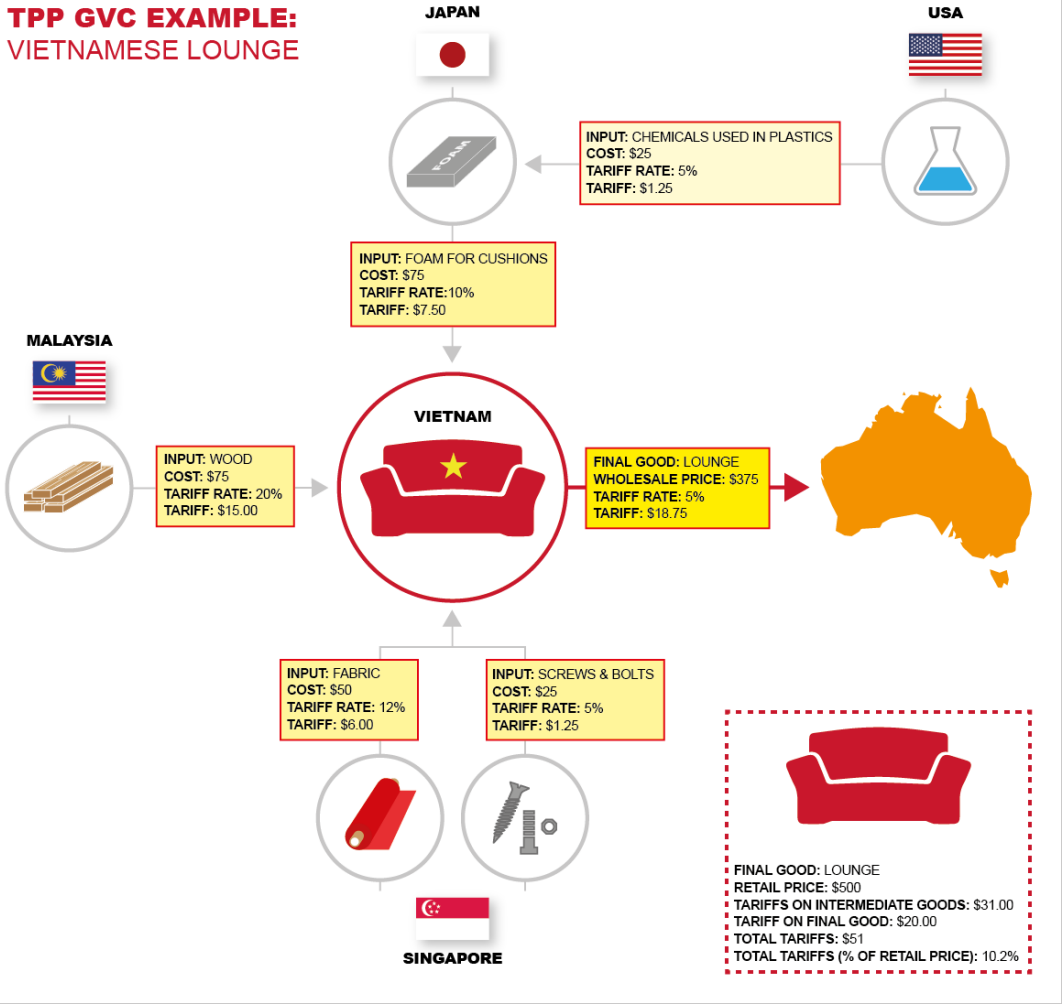 TPP GVC EXAMPLE:
VIETNAMESE LOUNGE
JAPAN
USA
FOAM
INPUT: CHEMICALS USED IN PLASTICS
COST: $25
TARIFF RATE: 5%
TARIFF: $1.25
INPUT: FOAM FOR CUSHIONS
COST: $75
TARIFF RATE:10%
TARIFF: $7.50
MALAYSIA
INPUT: WOOD
COST: $75
TARIFF RATE: 20%
TARIFF: $15.00
VIETNAM
FINAL GOOD: LOUNGE
WHOLESALE PRICE: $375
TARIFF RATE: 5%
TARIFF: $18.75
INPUT: FABRIC
COST: $50
TARIFF RATE: 12%
TARIFF: $6.00
INPUT: SCREWS & BOLTS
COST: $25
TARIFF RATE: 5%
TARIFF: $1.25
SINGAPORE
FINAL GOOD: LOUNGE
RETAIL PRICE: $500
TARIFFS ON INTERMEDIATE GOODS: $31.00
TARIFF ON FINAL GOOD: $20.00
TOTAL TARIFFS: $51
TOTAL TARIFFS (% OF RETAIL PRICE): 10.2%